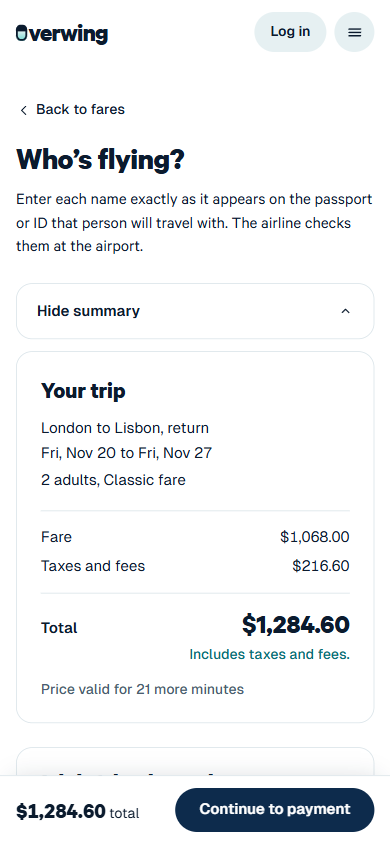 Overwing
Log in
Back to fares
Who’s flying?
Enter each name exactly as it appears on the passport
or ID that person will travel with. The airline checks
them at the airport.
Hide summary
Your trip
London to Lisbon, return
Fri, Nov 20 to Fri, Nov 27
2 adults, Classic fare
Fare $1,068.00
Taxes and fees $216.60
Total $1,284.60
Includes taxes and fees.
Price valid for 21 more minutes
$1,284.60 total
Continue to payment